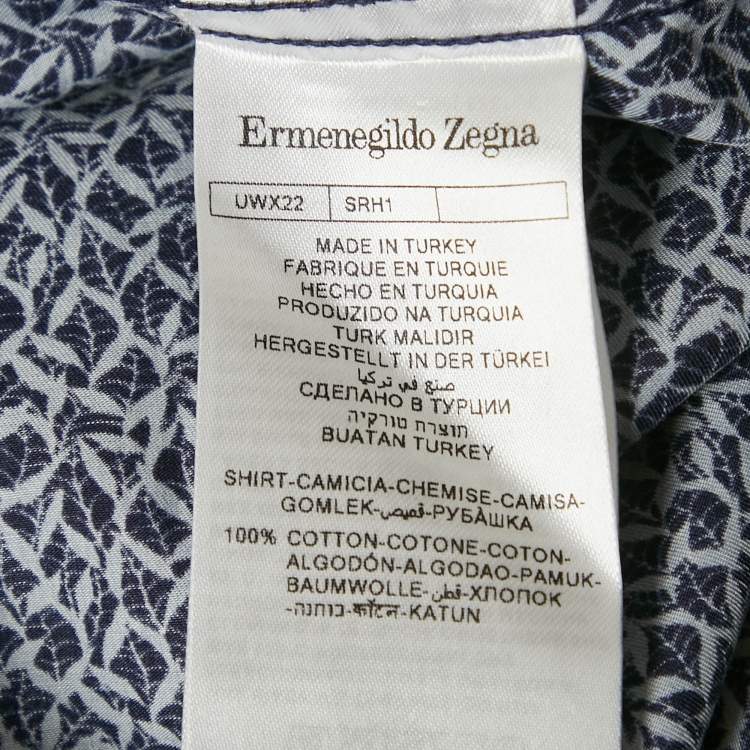 Ermenegildo Zegna
UWX22 SRH1
MADE IN TURKEY
FABRIQUE EN TURQUIE
HECHO EN TURQUIA
PRODUZIDO NA TURQUIA
TURK MALIDIR
HERGESTELLT IN DER TÜRKEI
صنع في تركيا
СДЕЛАНО В ТУРЦИИ
תוצרת טורקיה
BUATAN TURKEY
SHIRT-CAMICIA-CHEMISE-CAMISA-
GOMLEK-قميص-РУБАШКА
100% COTTON-COTONE-COTON-
ALGODÓN-ALGODAO-PAMUK-
BAUMWOLLE-قطن-ХЛОПОК
-כותנה-कॉटन-KATUN